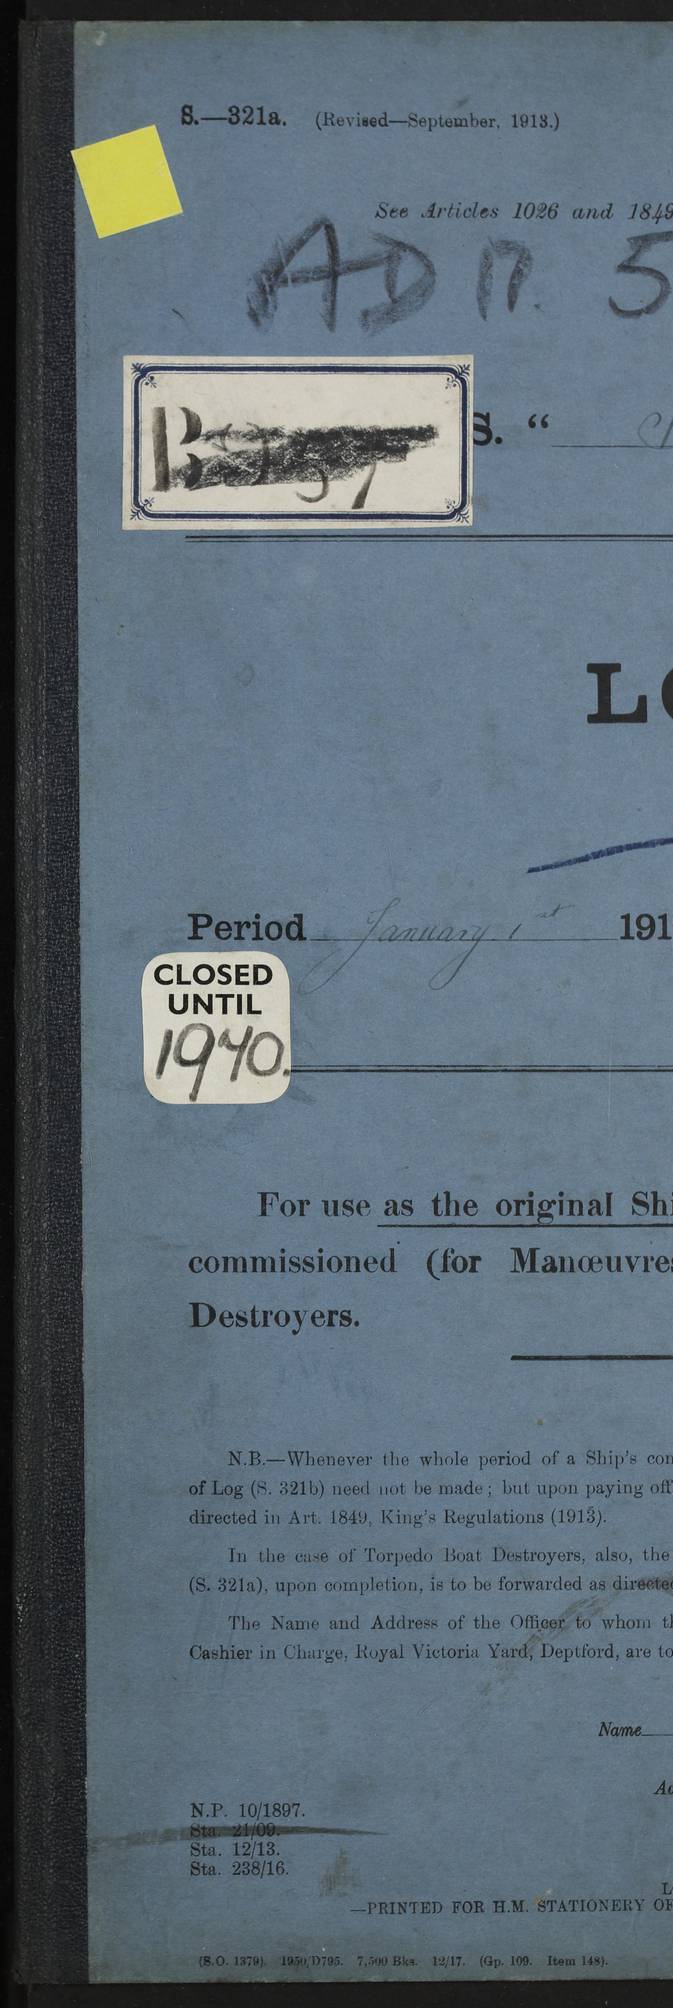 S.—321a. (Revised—September, 1913.)
See Articles 1026 and 1849
ADM. 5
S. “
LO
Period January 1st 191
CLOSED
UNTIL
1940.
For use as the original Shi
commissioned (for Manœuvres
Destroyers.
N.B.—Whenever the whole period of a Ship's com
of Log (S. 321b) need not be made; but upon paying off
directed in Art. 1849, King's Regulations (1913).
In the case of Torpedo Boat Destroyers, also, the
(S. 321a), upon completion, is to be forwarded as directed
The Name and Address of the Officer to whom th
Cashier in Charge, Royal Victoria Yard, Deptford, are to
Name
Ad
N.P. 10/1897.
Sta. 21/09.
Sta. 12/13.
Sta. 238/16.
L
—PRINTED FOR H.M. STATIONERY OF
(S.O. 1379). 1950/D795. 7,500 Bks. 12/17. (Gp. 109. Item 148).